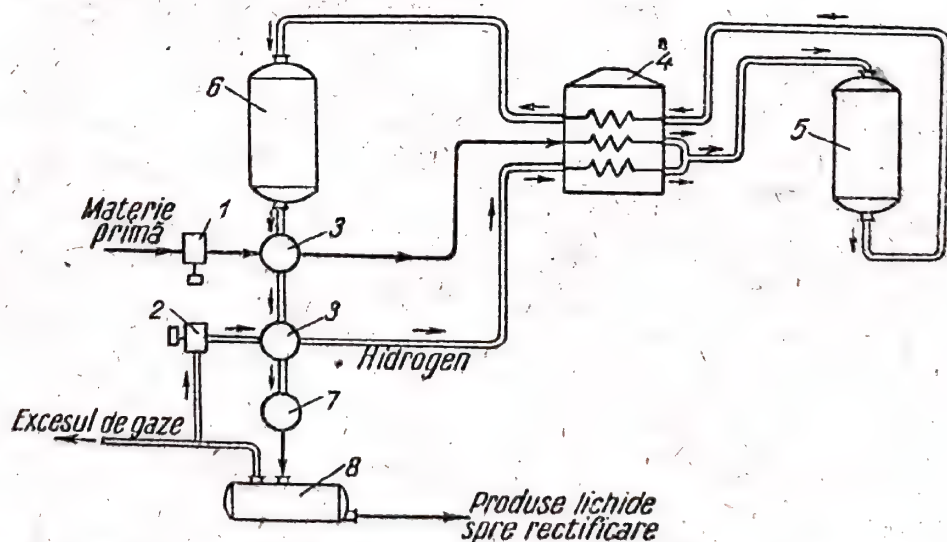 4
6
5
Materie
primă
1
3
2
3
Hidrogen
7
Excesul de gaze
8
Produse lichide
spre rectificare